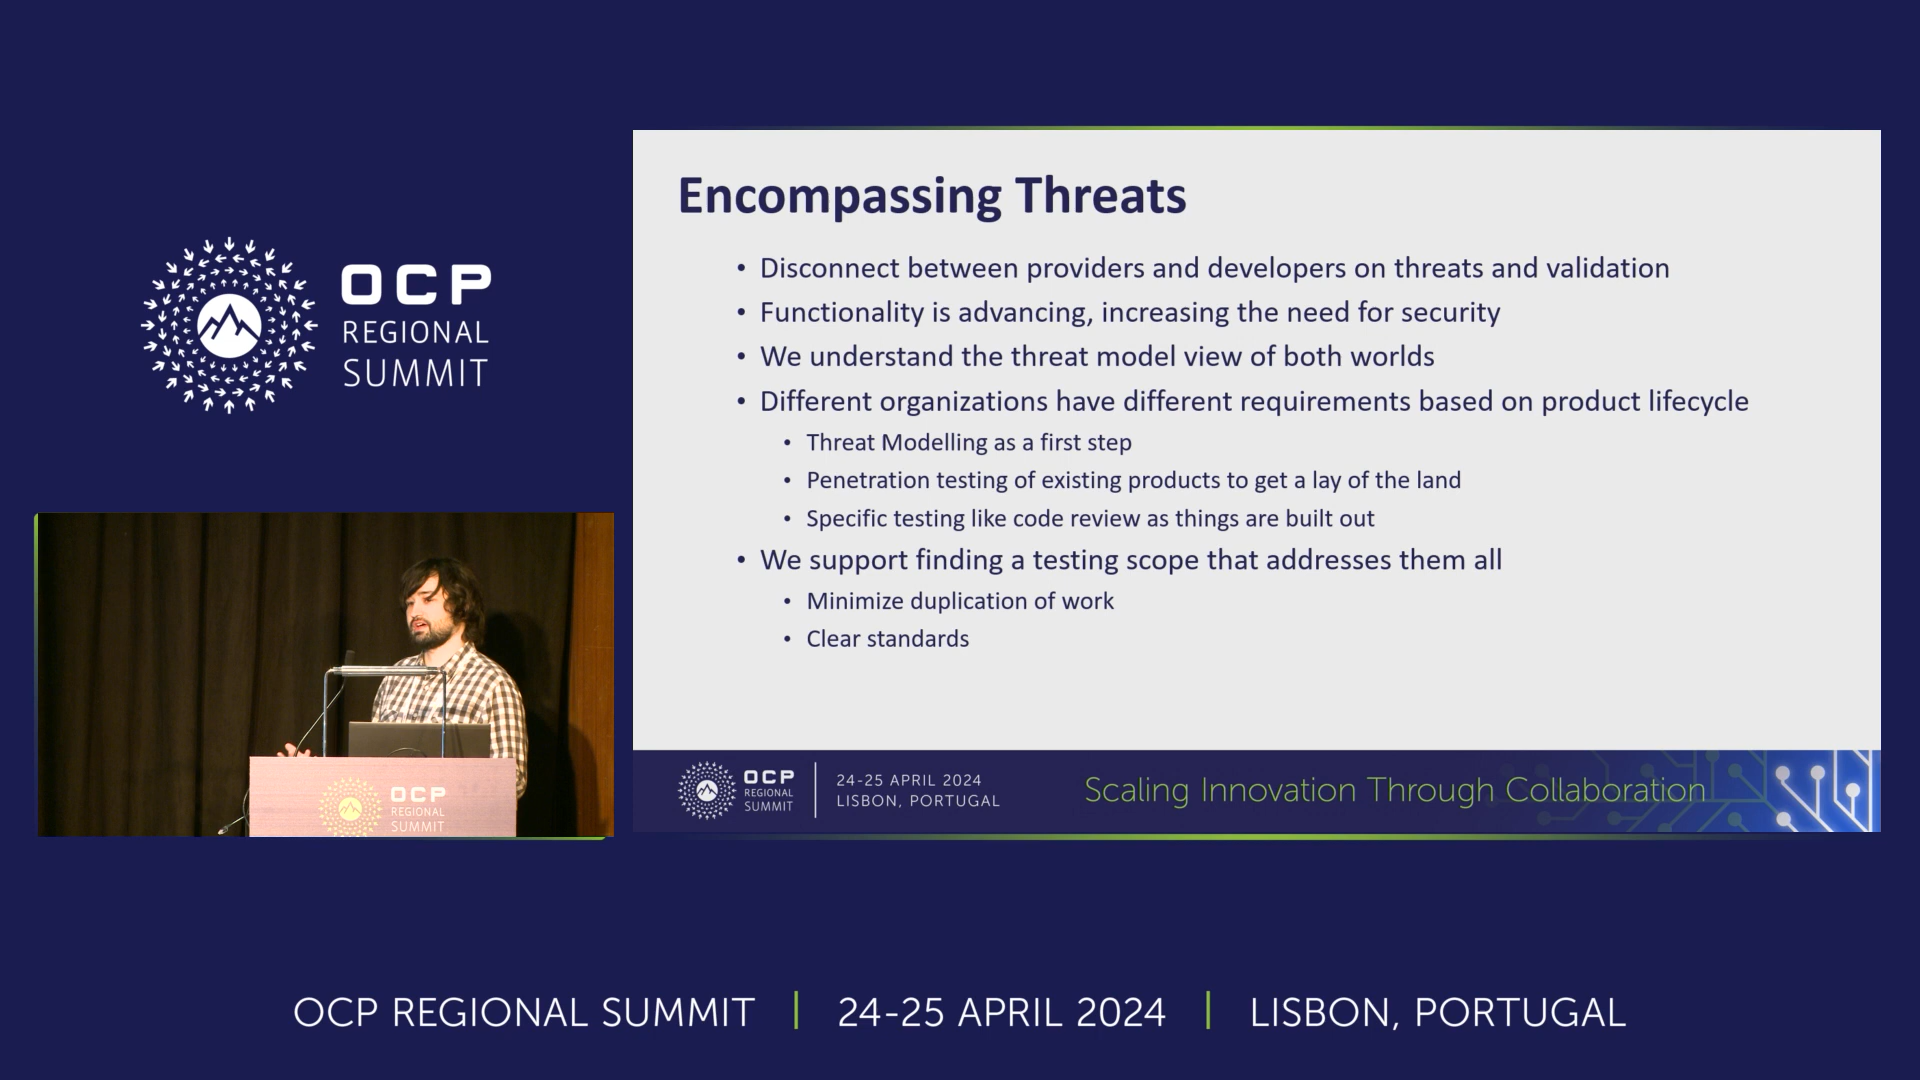 OCP
REGIONAL
SUMMIT
Encompassing Threats
• Disconnect between providers and developers on threats and validation
• Functionality is advancing, increasing the need for security
• We understand the threat model view of both worlds
• Different organizations have different requirements based on product lifecycle
• Threat Modelling as a first step
• Penetration testing of existing products to get a lay of the land
• Specific testing like code review as things are built out
• We support finding a testing scope that addresses them all
• Minimize duplication of work
• Clear standards
OCP
REGIONAL
SUMMIT
24-25 APRIL 2024
LISBON, PORTUGAL
Scaling Innovation Through Collaboration
OCP
REGIONAL
SUMMIT
OCP REGIONAL SUMMIT | 24-25 APRIL 2024 | LISBON, PORTUGAL